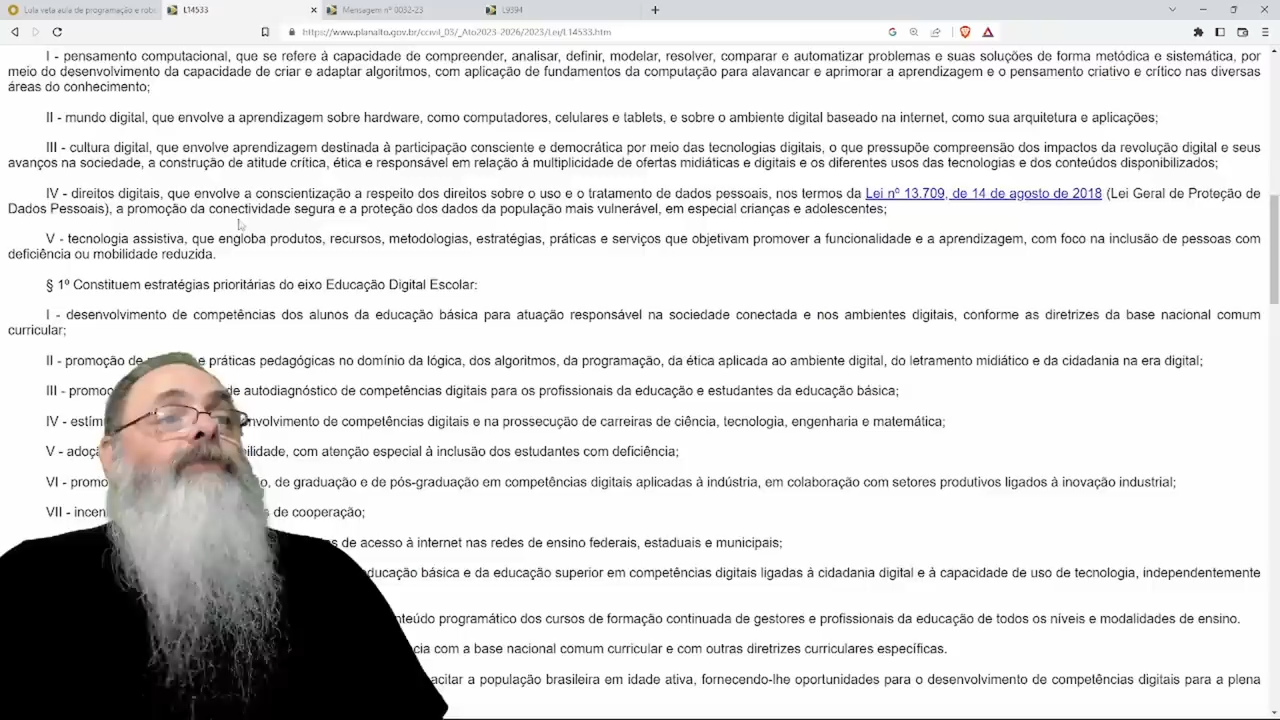 Lula veta aula de programação e robó
L14533
Mensagem nº 0032-23
L9394
https://www.planalto.gov.br/ccivil_03/_Ato2023-2026/2023/Lei/L14533.htm
I - pensamento computacional, que se refere à capacidade de compreender, analisar, definir, modelar, resolver, comparar e automatizar problemas e suas soluções de forma metódica e sistemática, por
meio do desenvolvimento da capacidade de criar e adaptar algoritmos, com aplicação de fundamentos da computação para alavancar e aprimorar a aprendizagem e o pensamento criativo e crítico nas diversas
áreas do conhecimento;
II - mundo digital, que envolve a aprendizagem sobre hardware, como computadores, celulares e tablets, e sobre o ambiente digital baseado na internet, como sua arquitetura e aplicações;
III - cultura digital, que envolve aprendizagem destinada à participação consciente e democrática por meio das tecnologias digitais, o que pressupõe compreensão dos impactos da revolução digital e seus
avanços na sociedade, a construção de atitude crítica, ética e responsável em relação à multiplicidade de ofertas midiáticas e digitais e os diferentes usos das tecnologias e dos conteúdos disponibilizados;
IV - direitos digitais, que envolve a conscientização a respeito dos direitos sobre o uso e o tratamento de dados pessoais, nos termos da Lei nº 13.709, de 14 de agosto de 2018 (Lei Geral de Proteção de
Dados Pessoais), a promoção da conectividade segura e a proteção dos dados da população mais vulnerável, em especial crianças e adolescentes;
V - tecnologia assistiva, que engloba produtos, recursos, metodologias, estratégias, práticas e serviços que objetivam promover a funcionalidade e a aprendizagem, com foco na inclusão de pessoas com
deficiência ou mobilidade reduzida.
§ 1º Constituem estratégias prioritárias do eixo Educação Digital Escolar:
I - desenvolvimento de competências dos alunos da educação básica para atuação responsável na sociedade conectada e nos ambientes digitais, conforme as diretrizes da base nacional comum
curricular;
II - promoção de e práticas pedagógicas no domínio da lógica, dos algoritmos, da programação, da ética aplicada ao ambiente digital, do letramento midiático e da cidadania na era digital;
III - promo de autodiagnóstico de competências digitais para os profissionais da educação e estudantes da educação básica;
IV - estím nvolvimento de competências digitais e na prossecução de carreiras de ciência, tecnologia, engenharia e matemática;
V - adoç ilidade, com atenção especial à inclusão dos estudantes com deficiência;
VI - promo o, de graduação e de pós-graduação em competências digitais aplicadas à indústria, em colaboração com setores produtivos ligados à inovação industrial;
VII - incen de cooperação;
s de acesso à internet nas redes de ensino federais, estaduais e municipais;
educação básica e da educação superior em competências digitais ligadas à cidadania digital e à capacidade de uso de tecnologia, independentemente
nteúdo programático dos cursos de formação continuada de gestores e profissionais da educação de todos os níveis e modalidades de ensino.
cia com a base nacional comum curricular e com outras diretrizes curriculares específicas.
acitar a população brasileira em idade ativa, fornecendo-lhe oportunidades para o desenvolvimento de competências digitais para a plena